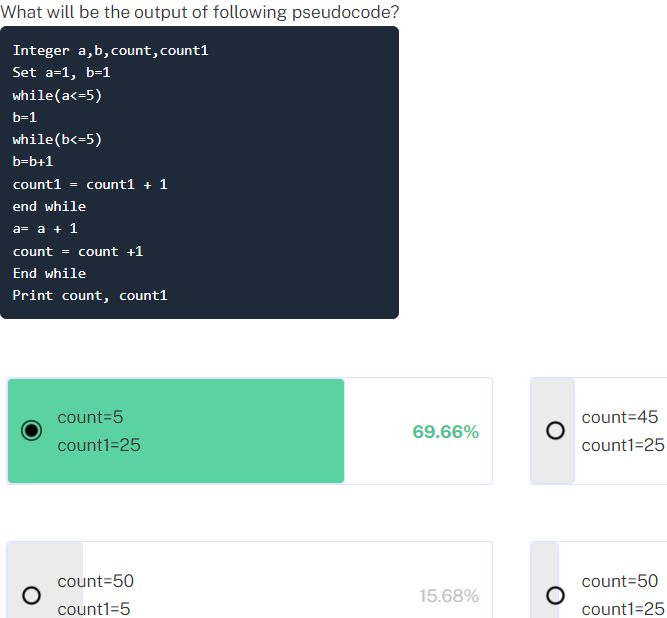 What will be the output of following pseudocode?
Integer a,b,count,count1
Set a=1, b=1
while(a<=5)
b=1
while(b<=5)
b=b+1
count1 = count1 + 1
end while
a= a + 1
count = count +1
End while
Print count, count1
count=5
count1=25
69.66%
count=45
count1=25
count=50
count1=5
15.68%
count=50
count1=25